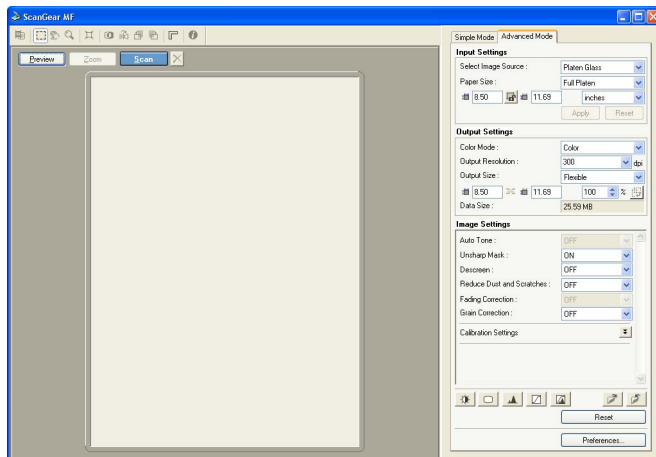 ScanGear MF
Preview Zoom Scan
Simple Mode Advanced Mode
Input Settings
Select Image Source : Platen Glass
Paper Size : Full Platen
8.50 11.69 inches
Apply Reset
Output Settings
Color Mode : Color
Output Resolution : 300 dpi
Output Size : Flexible
8.50 11.69 100 %
Data Size : 25.59 MB
Image Settings
Auto Tone : OFF
Unsharp Mask : ON
Descreen : OFF
Reduce Dust and Scratches : OFF
Fading Correction : OFF
Grain Correction : OFF
Calibration Settings
Reset
Preferences...